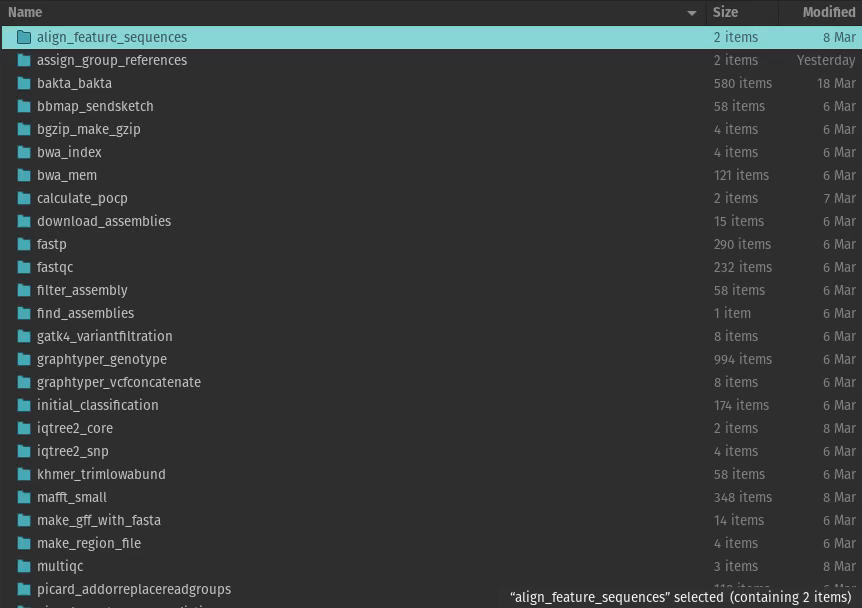 Name Size Modified
align_feature_sequences 2 items 8 Mar
assign_group_references 2 items Yesterday
bakta_bakta 580 items 18 Mar
bbmap_sendsketch 58 items 6 Mar
bgzip_make_gzip 4 items 6 Mar
bwa_index 4 items 6 Mar
bwa_mem 121 items 6 Mar
calculate_pocp 2 items 7 Mar
download_assemblies 15 items 6 Mar
fastp 290 items 6 Mar
fastqc 232 items 6 Mar
filter_assembly 58 items 6 Mar
find_assemblies 1 item 6 Mar
gatk4_variantfiltration 8 items 6 Mar
graphtyper_genotype 994 items 6 Mar
graphtyper_vcfconcatenate 8 items 6 Mar
initial_classification 174 items 6 Mar
iqtree2_core 2 items 8 Mar
iqtree2_snp 4 items 6 Mar
khmer_trimlowabund 58 items 6 Mar
mafft_small 348 items 8 Mar
make_gff_with_fasta 14 items 6 Mar
make_region_file 4 items 6 Mar
multiqc 3 items 8 Mar
picard_addorreplacereadgroups
“align_feature_sequences” selected (containing 2 items)